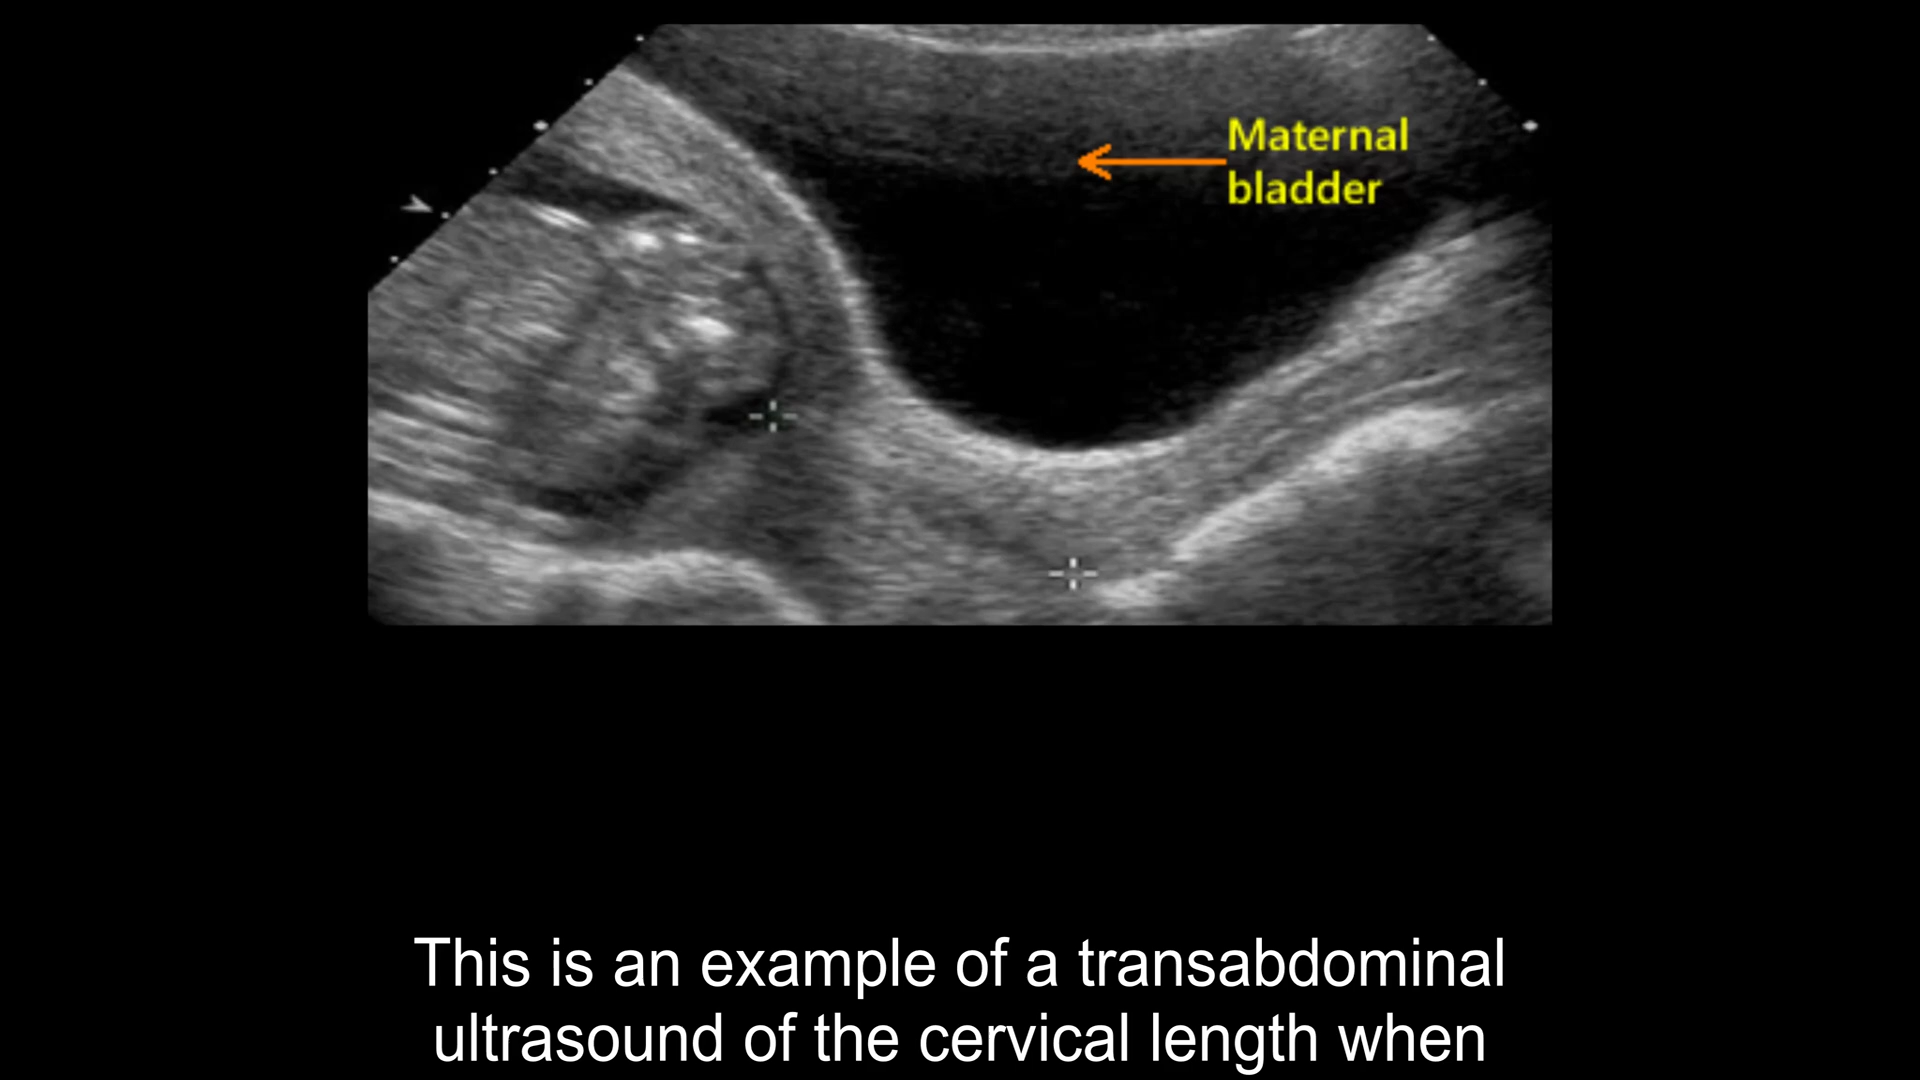 Maternal
bladder
This is an example of a transabdominal
ultrasound of the cervical length when